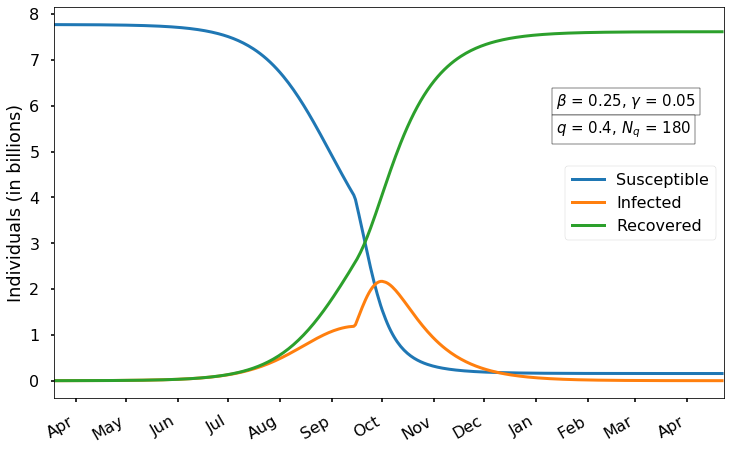 Individuals (in billions)
8
7
6
5
4
3
2
1
0
β = 0.25, γ = 0.05
q = 0.4, N_q = 180
Susceptible
Infected
Recovered
Apr May Jun Jul Aug Sep Oct Nov Dec Jan Feb Mar Apr